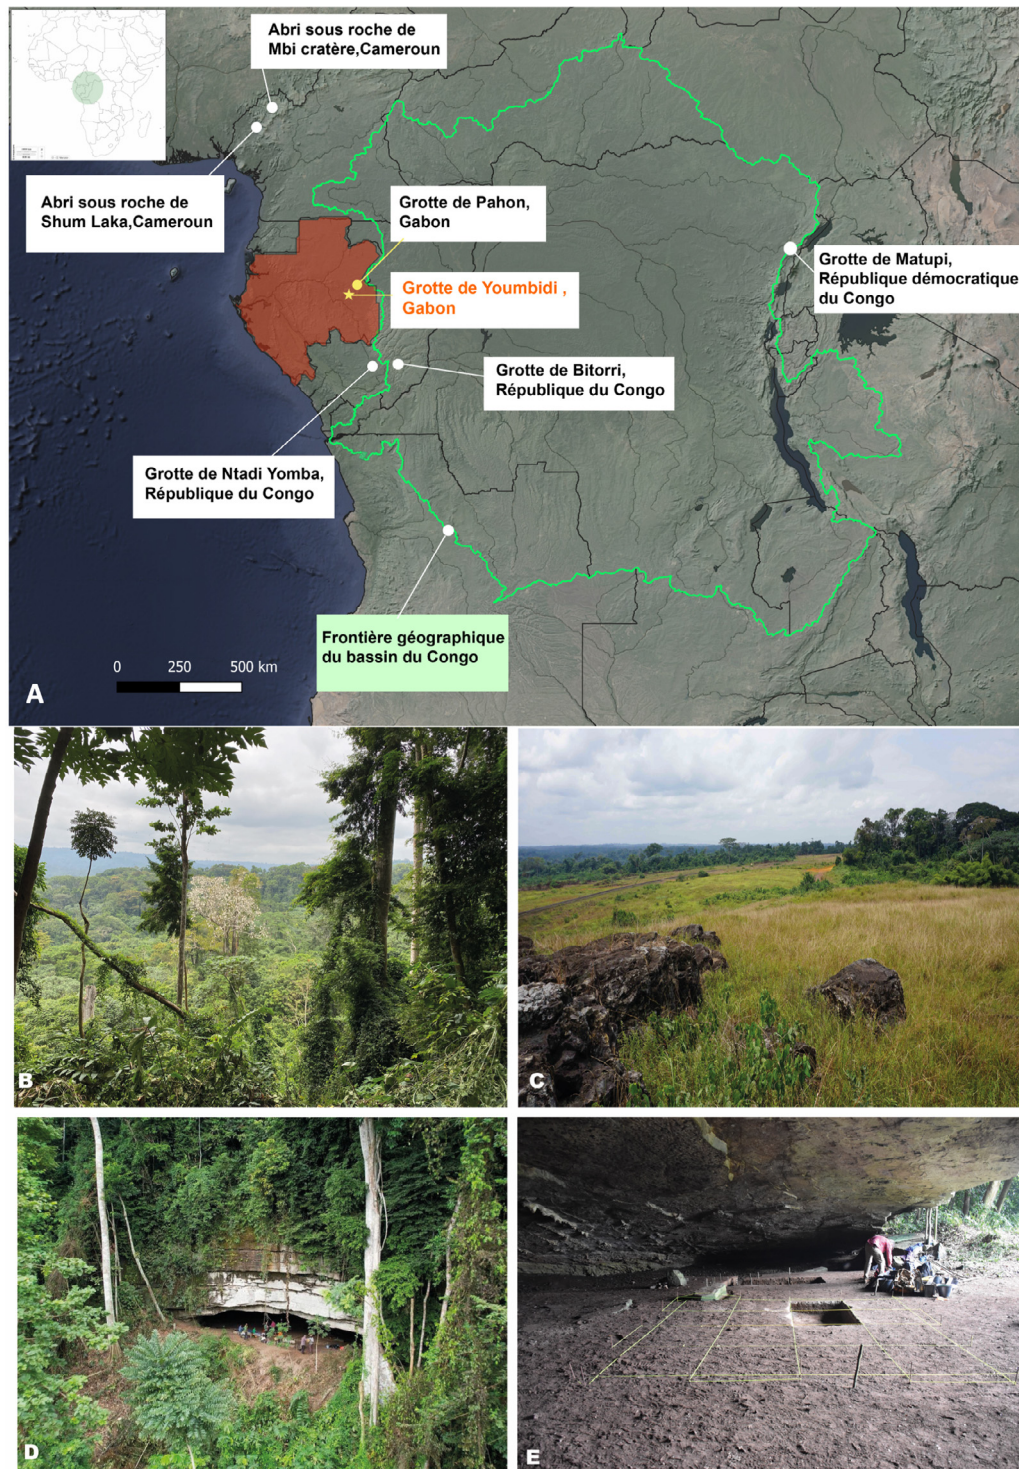 Abri sous roche de
Mbi cratère,Cameroun
Abri sous roche de
Shum Laka,Cameroun
Grotte de Pahon,
Gabon
Grotte de Youmbidi ,
Gabon
Grotte de Matupi,
République démocratique
du Congo
Grotte de Bitorri,
République du Congo
Grotte de Ntadi Yomba,
République du Congo
Frontière géographique
du bassin du Congo
0 250 500 km
A
B
C
D
E